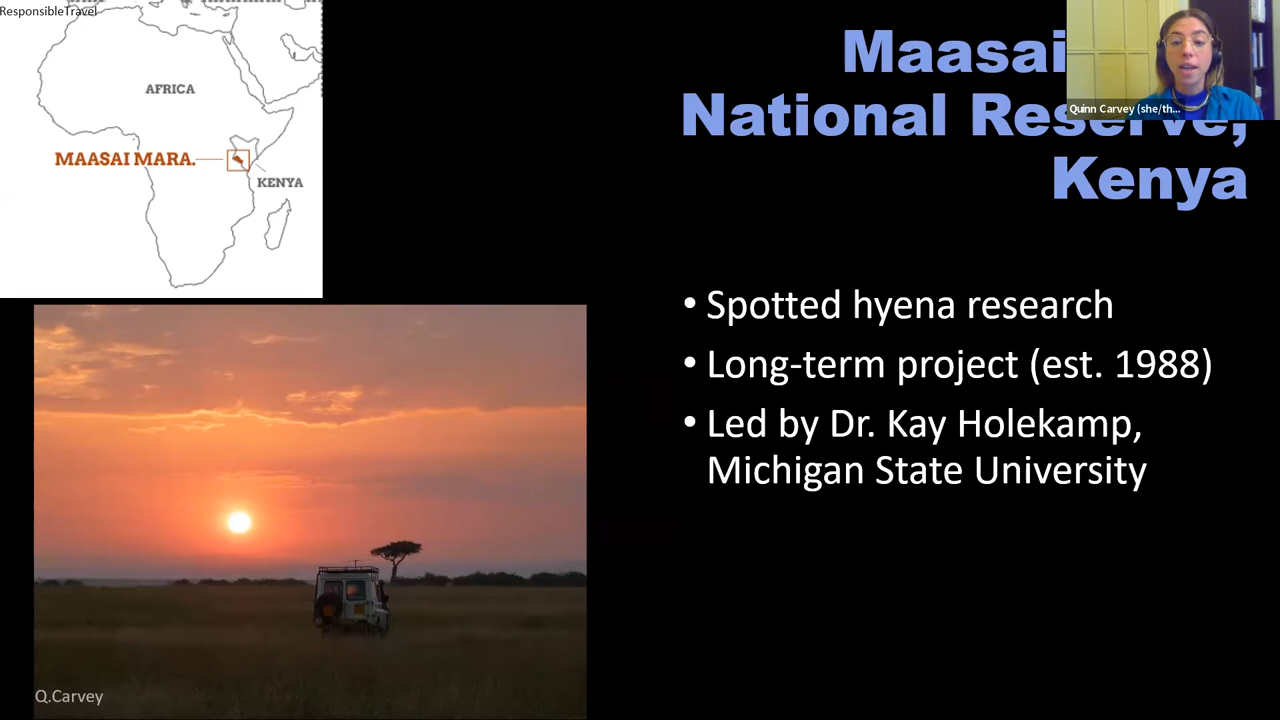 ResponsibleTravel
AFRICA
MAASAI MARA.
KENYA
Maasai
National Reserve,
Kenya
Quinn Carvey (she/th...
• Spotted hyena research
• Long-term project (est. 1988)
• Led by Dr. Kay Holekamp,
Michigan State University
Q.Carvey